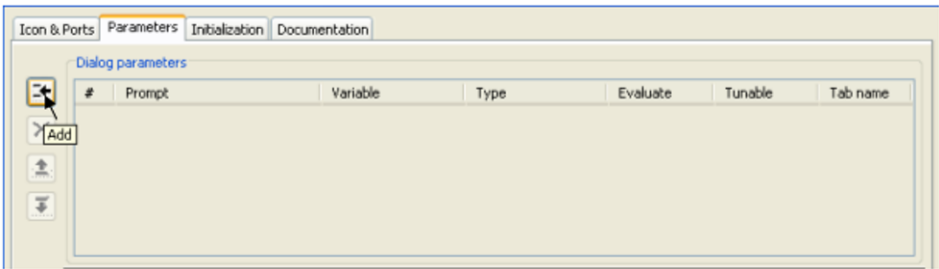 Icon & Ports Parameters Initialization Documentation
Dialog parameters
# Prompt Variable Type Evaluate Tunable Tab name
Add